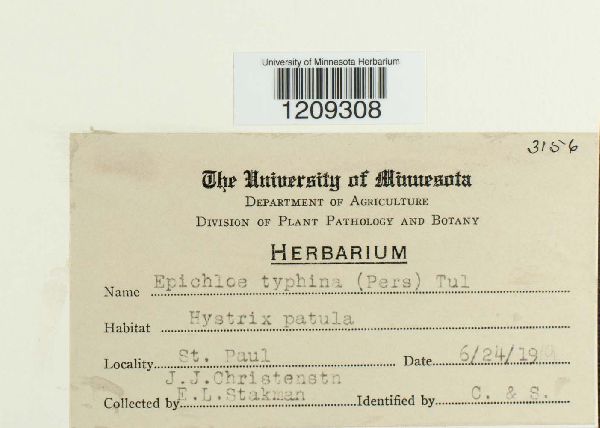 University of Minnesota Herbarium
1209308
3156
The University of Minnesota
DEPARTMENT OF AGRICULTURE
DIVISION OF PLANT PATHOLOGY AND BOTANY
HERBARIUM
Name Epichloe typhina (Pers) Tul
Habitat Hystrix patula
Locality St. Paul Date 6/24/19
J.J.Christenstn
Collected by E.L.Stakman Identified by C. & S.